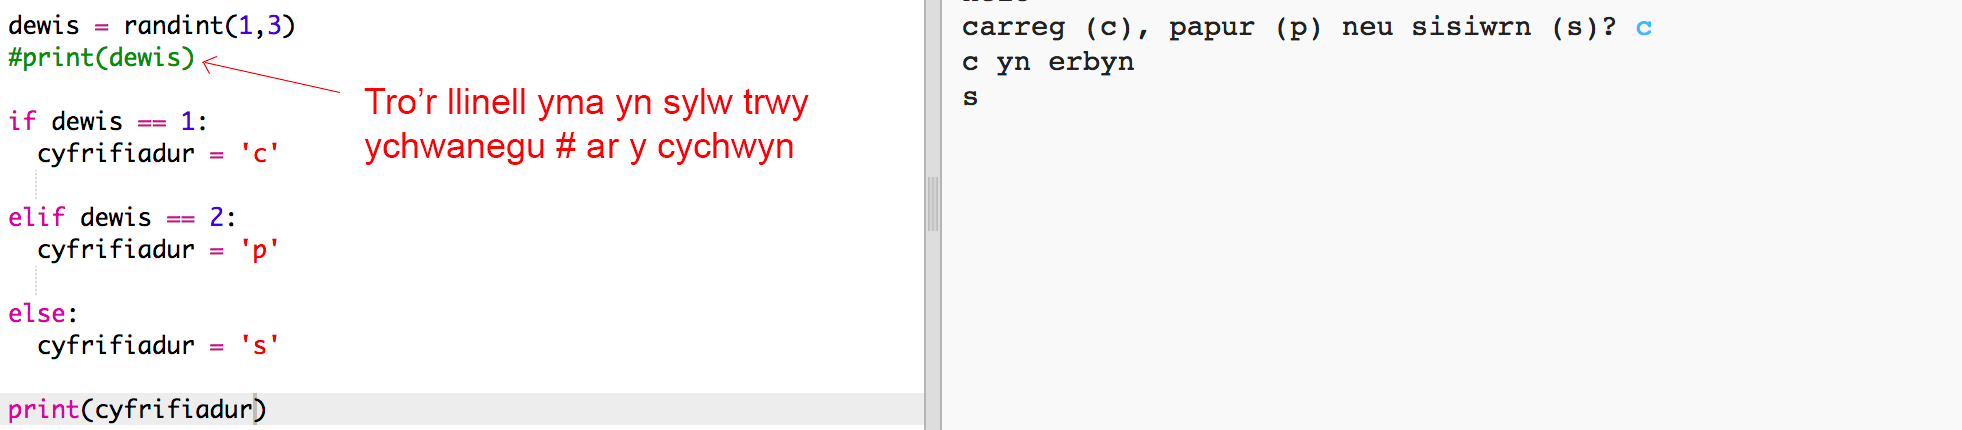 dewis = randint(1,3)
#print(dewis)
Tro’r llinell yma yn sylw trwy
ychwanegu # ar y cychwyn
if dewis == 1:
cyfrifiadur = 'c'
elif dewis == 2:
cyfrifiadur = 'p'
else:
cyfrifiadur = 's'
print(cyfrifiadur)
carreg (c), papur (p) neu sisiwrn (s)? c
c yn erbyn
s